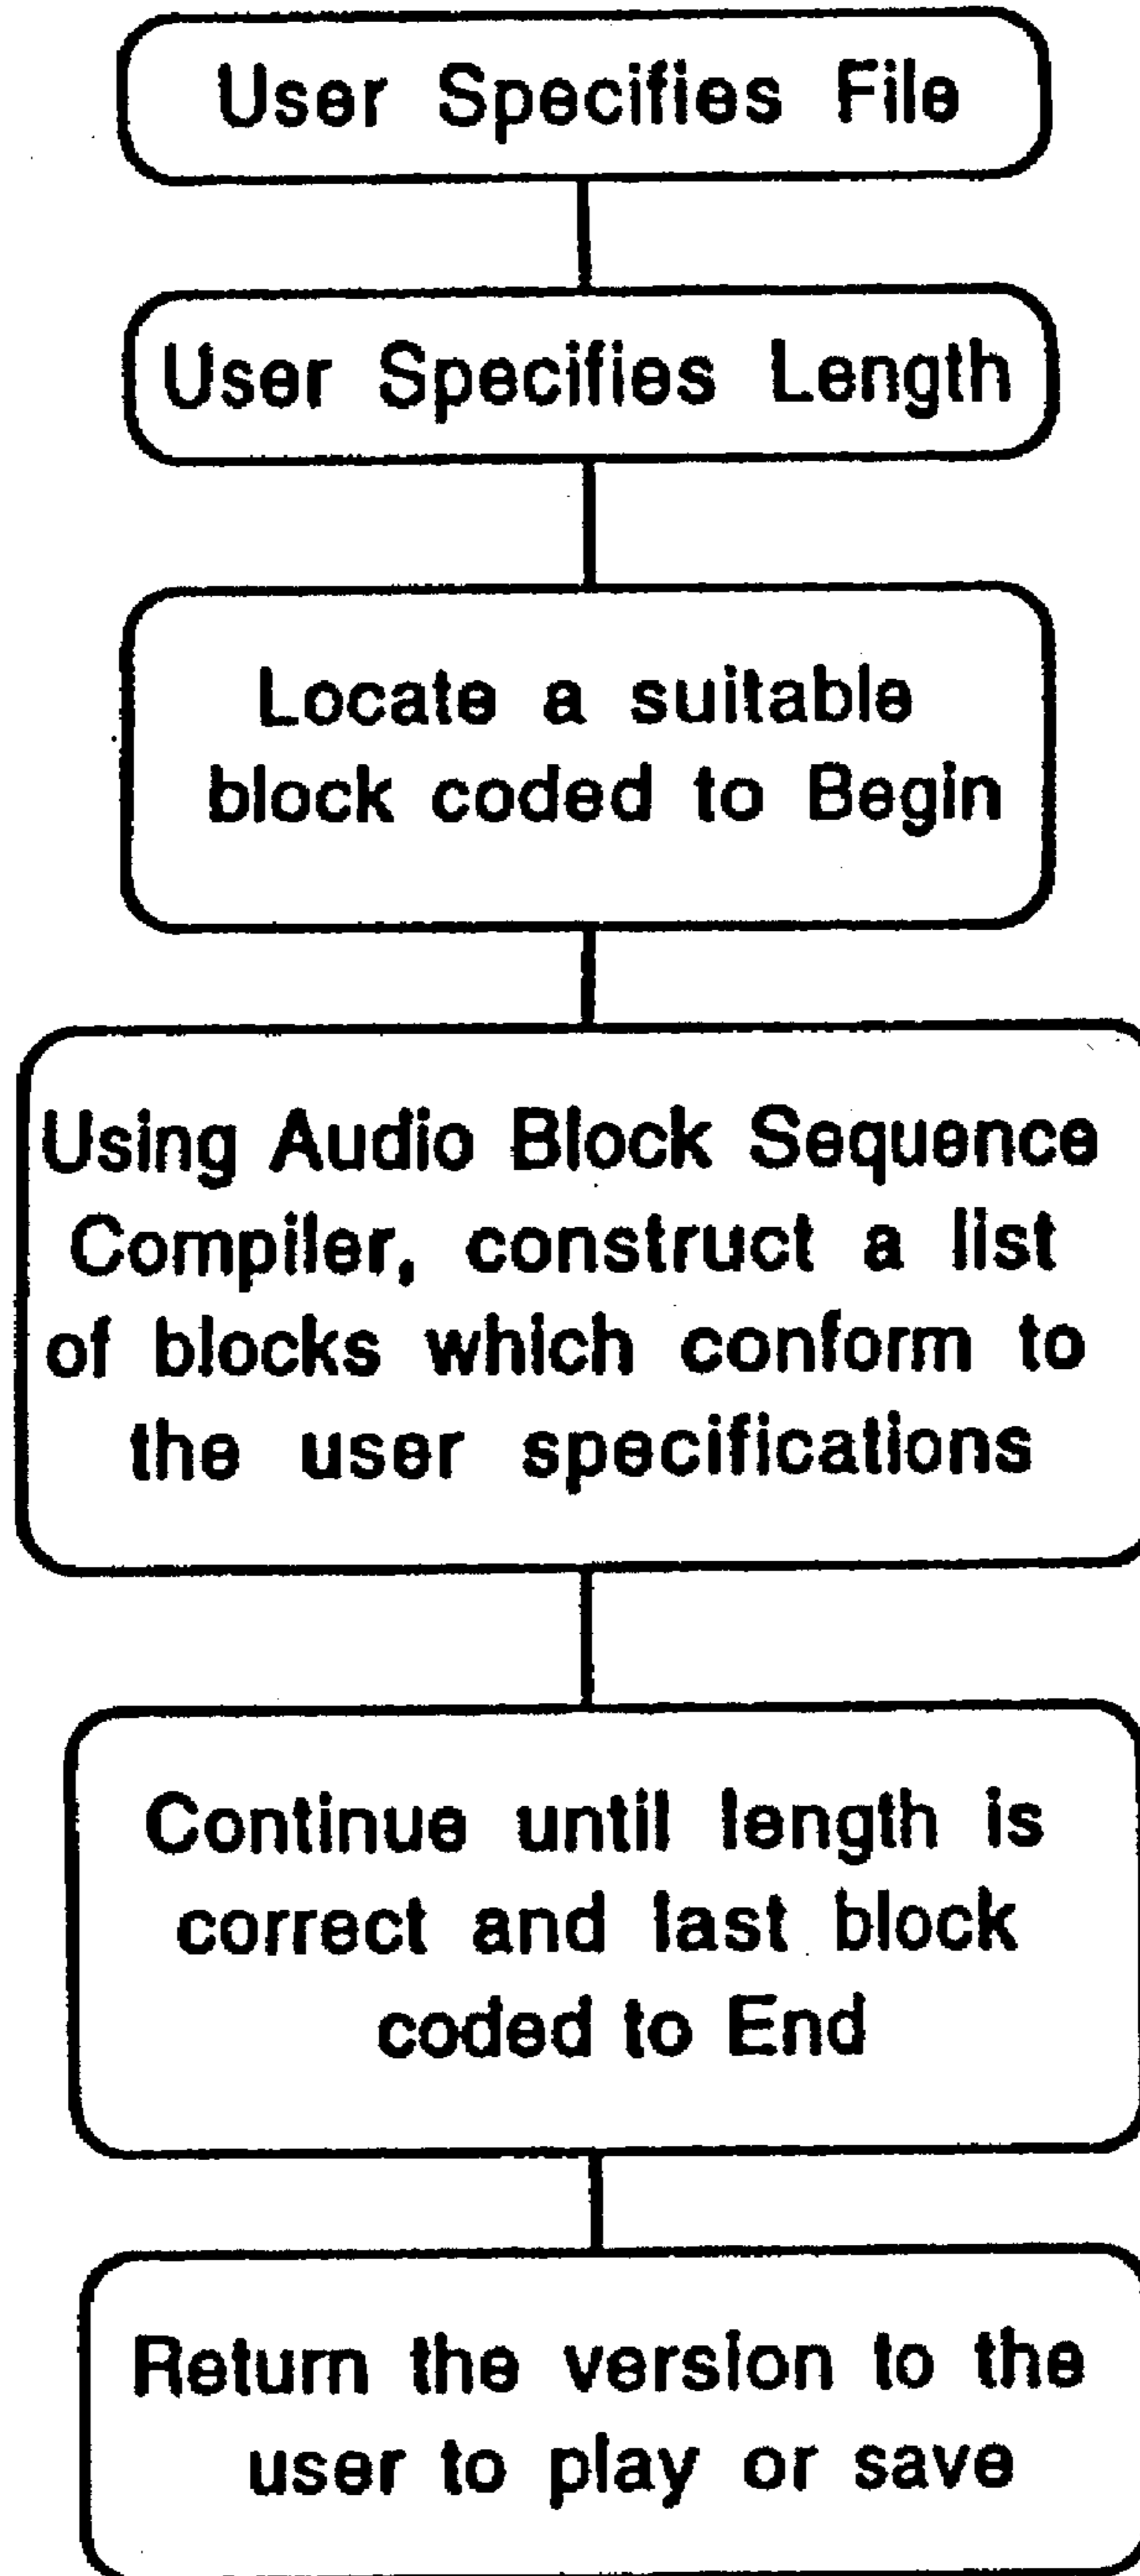 User Specifies File
User Specifies Length
Locate a suitable
block coded to Begin
Using Audio Block Sequence
Compiler, construct a list
of blocks which conform to
the user specifications
Continue until length is
correct and last block
coded to End
Return the version to the
user to play or save